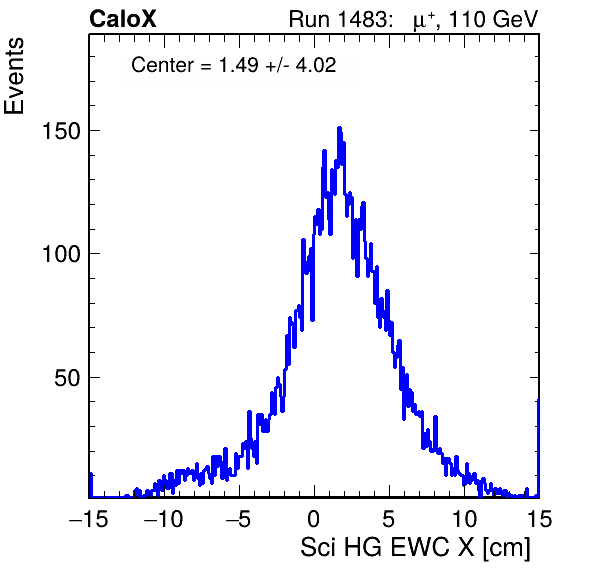 CaloX Run 1483: μ⁺, 110 GeV
Center = 1.49 +/- 4.02
Events
150
100
50
−15 −10 −5 0 5 10 15
Sci HG EWC X [cm]